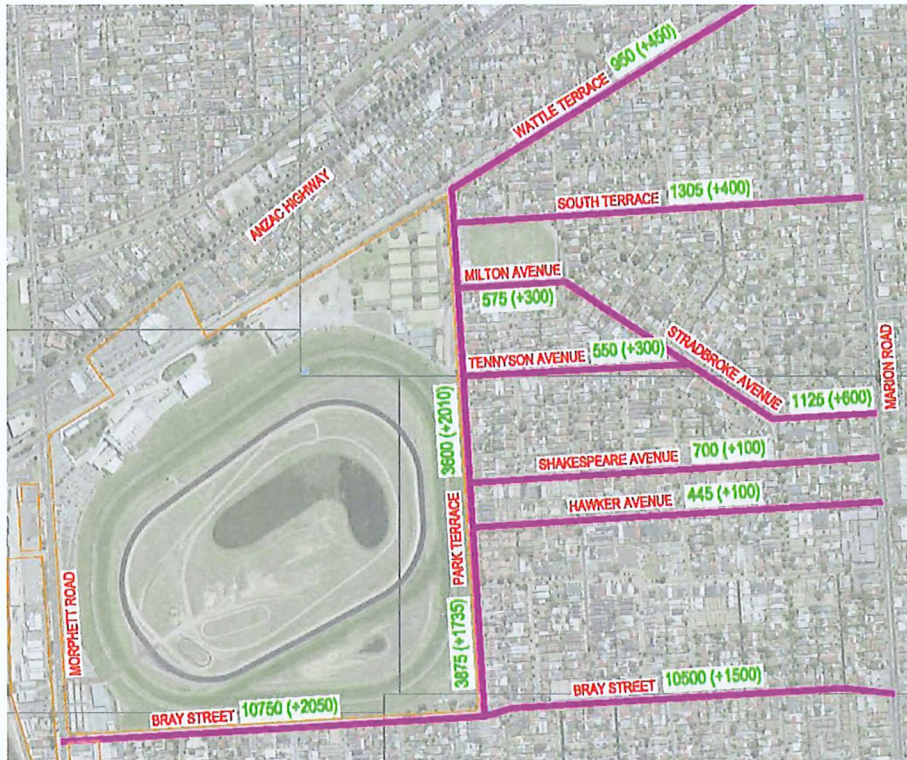 WATTLE TERRACE 950 (+450)
ANZAC HIGHWAY
SOUTH TERRACE 1305 (+400)
MILTON AVENUE
575 (+300)
STRADBROKE AVENUE
TENNYSON AVENUE 550 (+300)
MARION ROAD
1125 (+600)
3600 (+2010)
SHAKESPEARE AVENUE 700 (+100)
HAWKER AVENUE 445 (+100)
PARK TERRACE
MORPHETT ROAD
3875 (+1735)
BRAY STREET 10500 (+1500)
BRAY STREET 10750 (+2050)